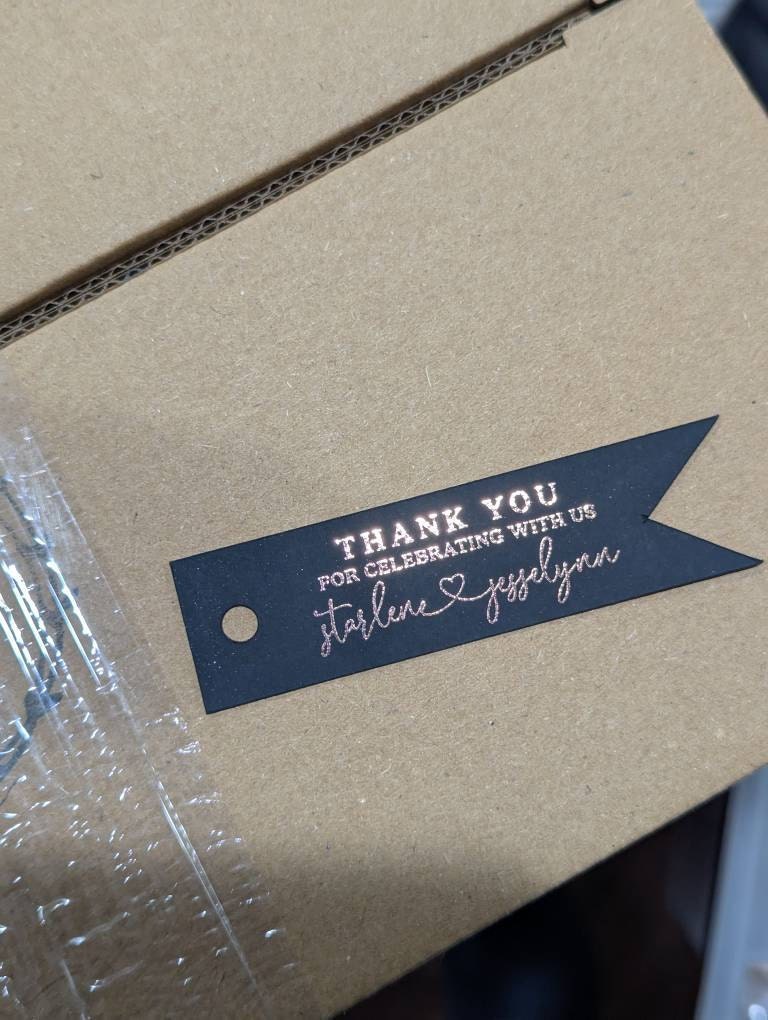 THANK YOU
FOR CELEBRATING WITH US
starlene ♡ jesselynn